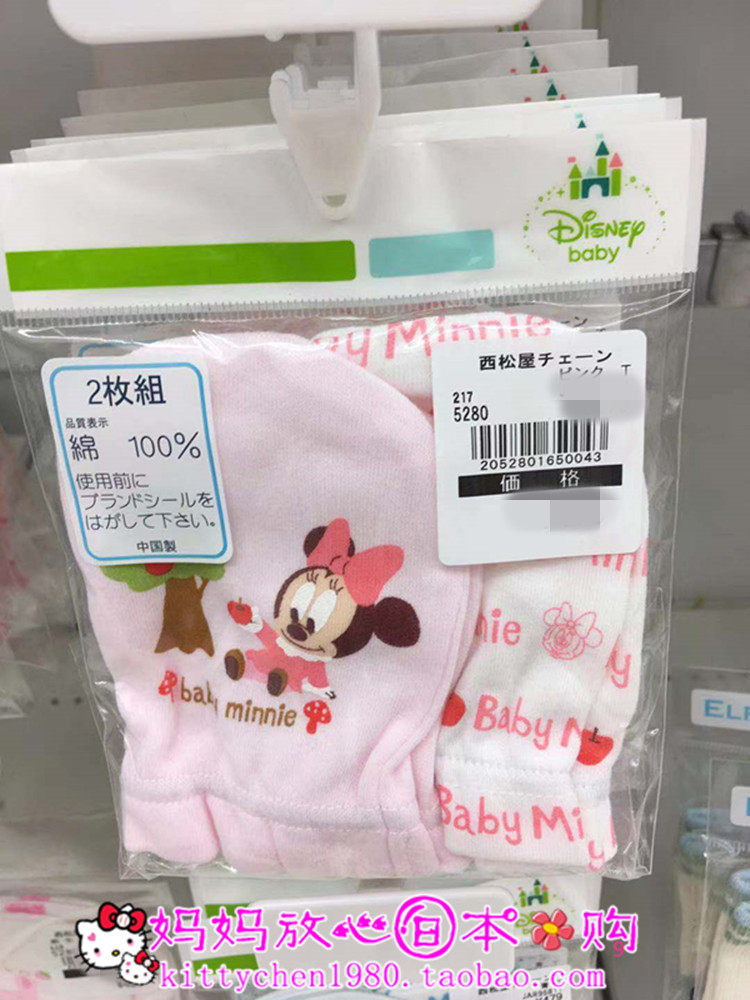 Disney
baby
y Minnie
2枚組
品質表示
綿 100%
使用前に
ブランドシールを
はがして下さい。
中国製
西松屋チェーン
ピンク T
217
5280
2052801650043
価 格
baby minnie
nie
Baby M
Baby Mi
y
y
EL
妈妈放心日本购
kittychen1980.taobao.com